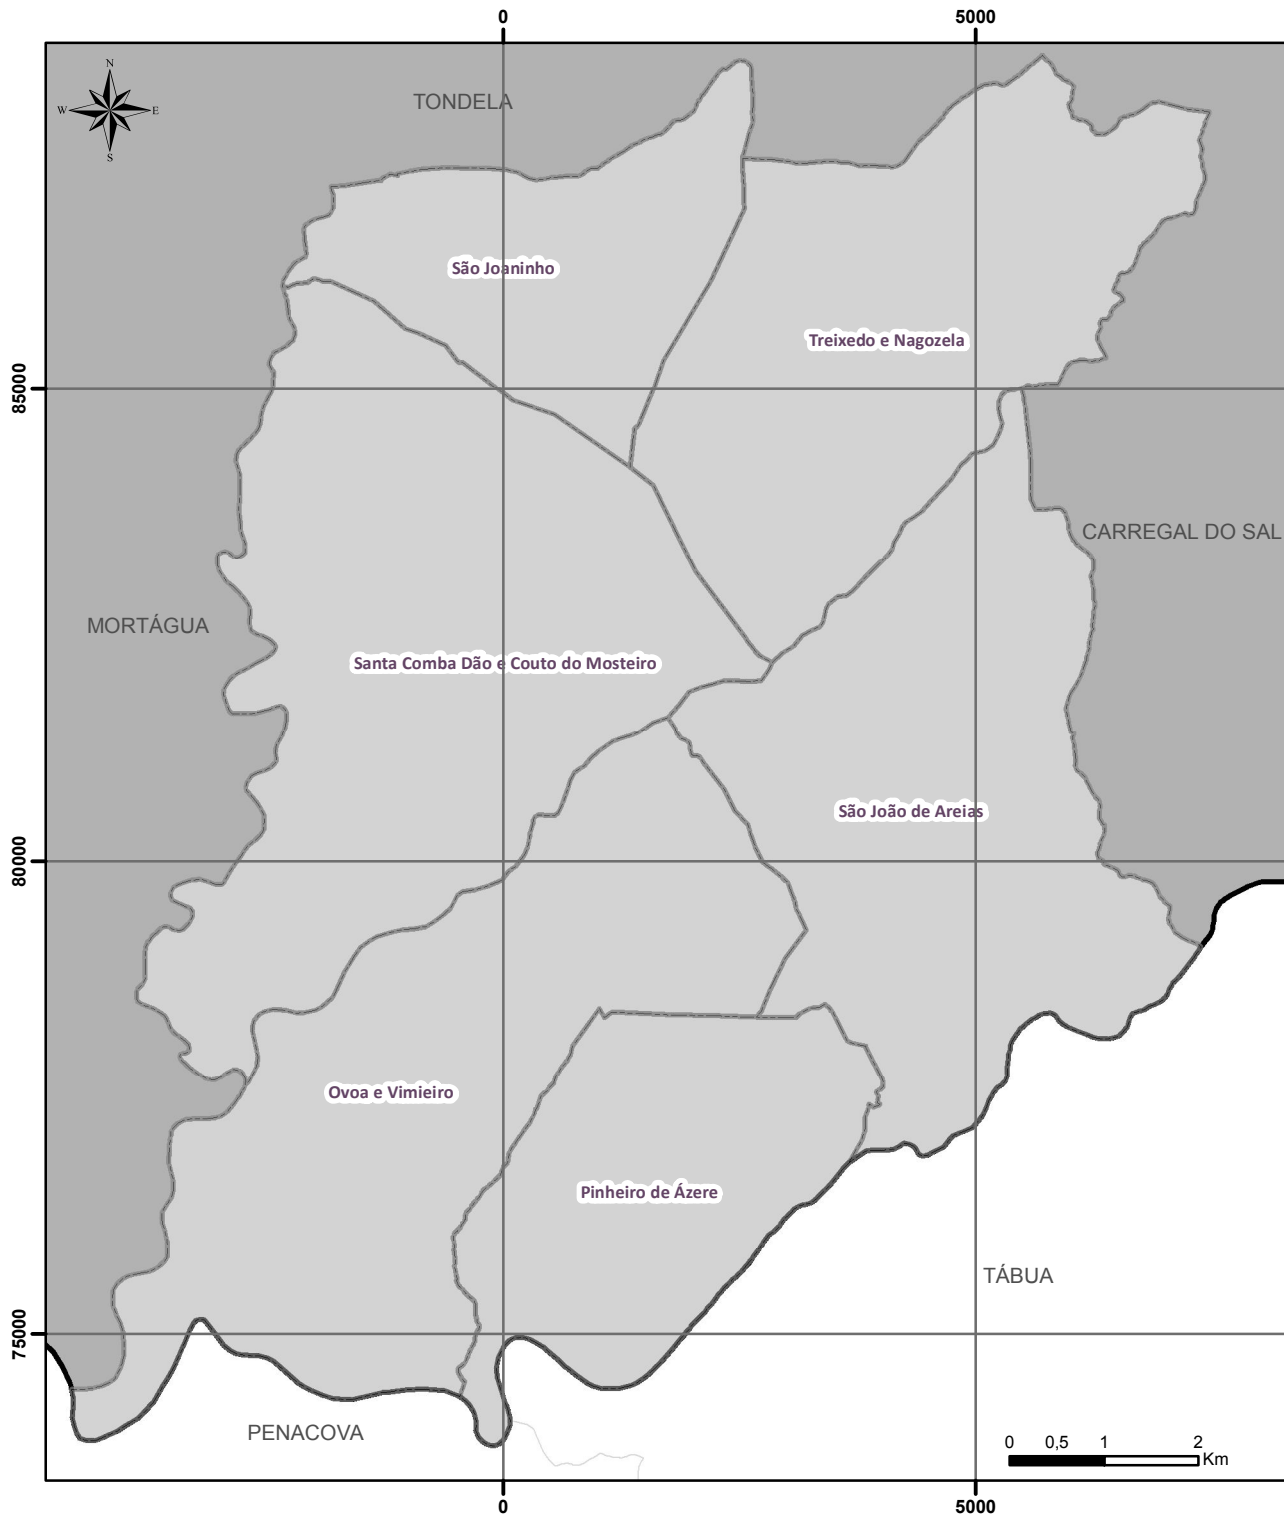 0 5000
N
W E
S
TONDELA
São Joaninho
Treixedo e Nagozela
85000
CARREGAL DO SAL
MORTÁGUA
Santa Comba Dão e Couto do Mosteiro
São João de Areias
80000
Ovoa e Vimieiro
Pinheiro de Ázere
TÁBUA
75000
PENACOVA
0 0,5 1 2
Km
0 5000